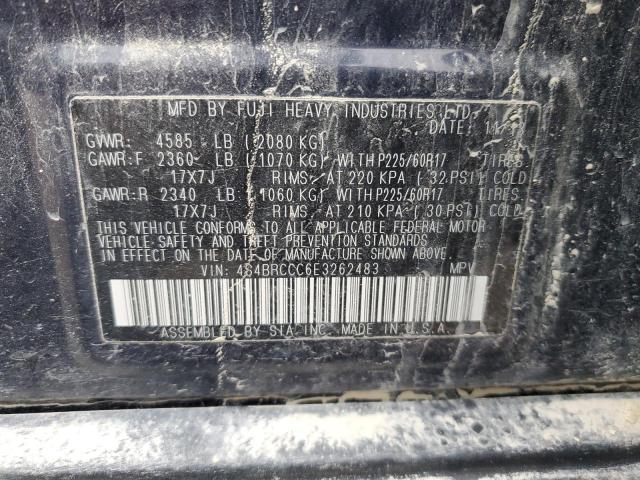 MFD BY FUJI HEAVY INDUSTRIES LTD.
DATE: 11/
GVWR: 4585 LB ( 2080 KG)
GAWR:F 2360 LB ( 1070 KG) WITH P225/60R17 TIRES
17X7J RIMS, AT 220 KPA ( 32 PSI) COLD
GAWR:R 2340 LB ( 1060 KG) WITH P225/60R17 TIRES
17X7J RIMS, AT 210 KPA ( 30 PSI) COLD
THIS VEHICLE CONFORMS TO ALL APPLICABLE FEDERAL MOTOR
VEHICLE SAFETY AND THEFT PREVENTION STANDARDS
IN EFFECT ON THE DATE OF MANUFACTURE SHOWN ABOVE.
VIN: 4S4BRCCC6E3262483 MPV
ASSEMBLED BY SIA, INC. MADE IN U.S.A.